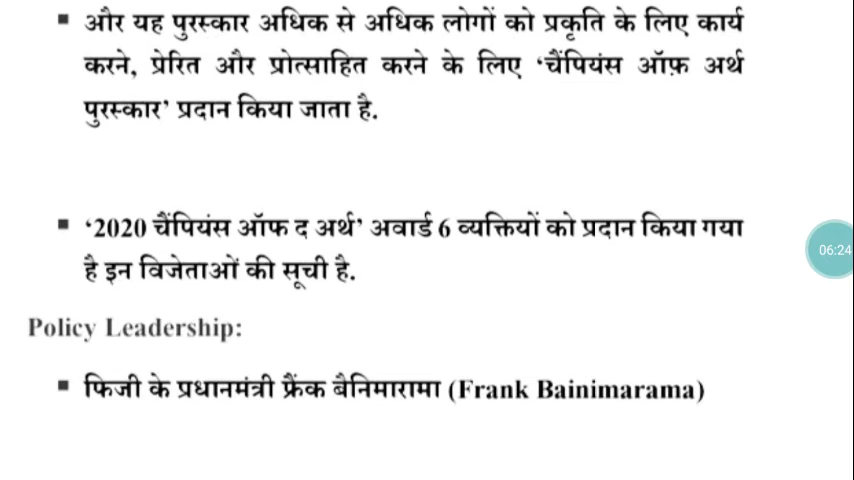 ▪ और यह पुरस्कार अधिक से अधिक लोगों को प्रकृति के लिए कार्य
करने, प्रेरित और प्रोत्साहित करने के लिए ‘चैंपियंस ऑफ़ अर्थ
पुरस्कार’ प्रदान किया जाता है.
▪ ‘2020 चैंपियंस ऑफ द अर्थ’ अवार्ड 6 व्यक्तियों को प्रदान किया गया
है इन विजेताओं की सूची है.
06:24
Policy Leadership:
▪ फिजी के प्रधानमंत्री फ्रैंक बैनिमारामा (Frank Bainimarama)